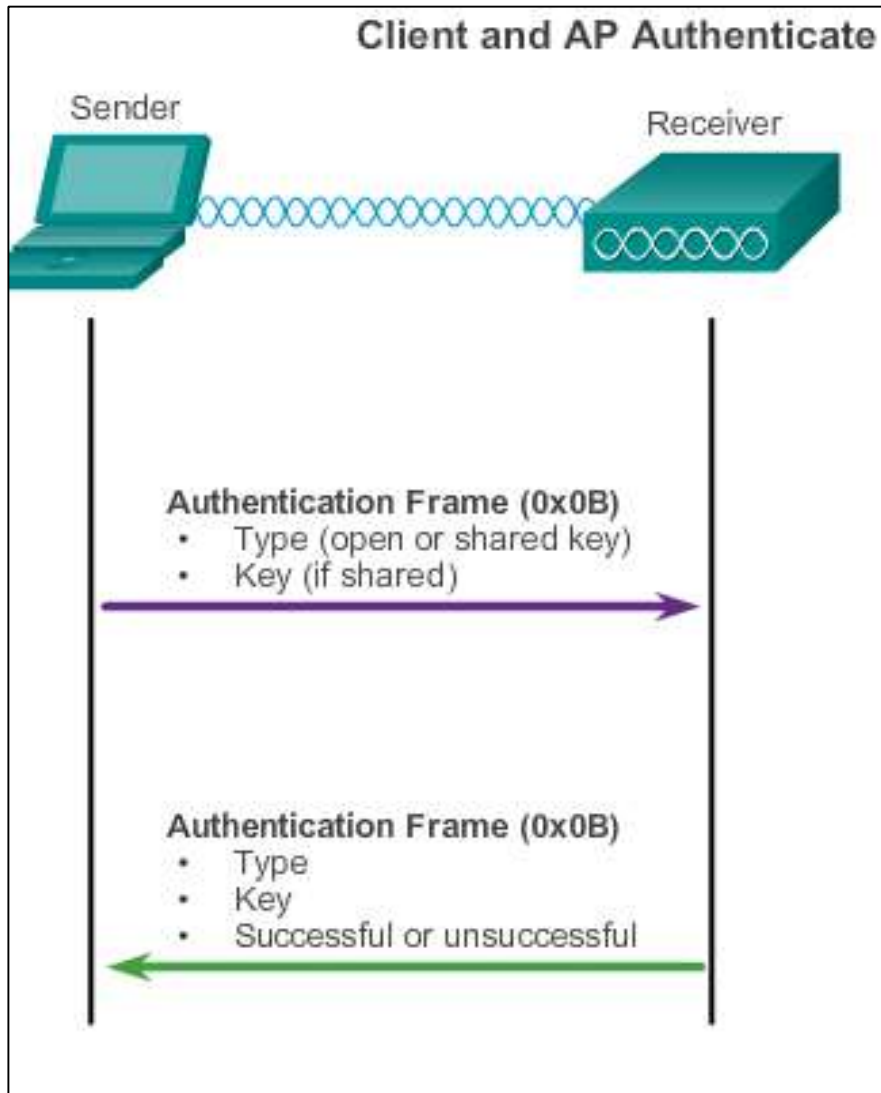 Client and AP Authenticate
Sender
Receiver
Authentication Frame (0x0B)
• Type (open or shared key)
• Key (if shared)
Authentication Frame (0x0B)
• Type
• Key
• Successful or unsuccessful